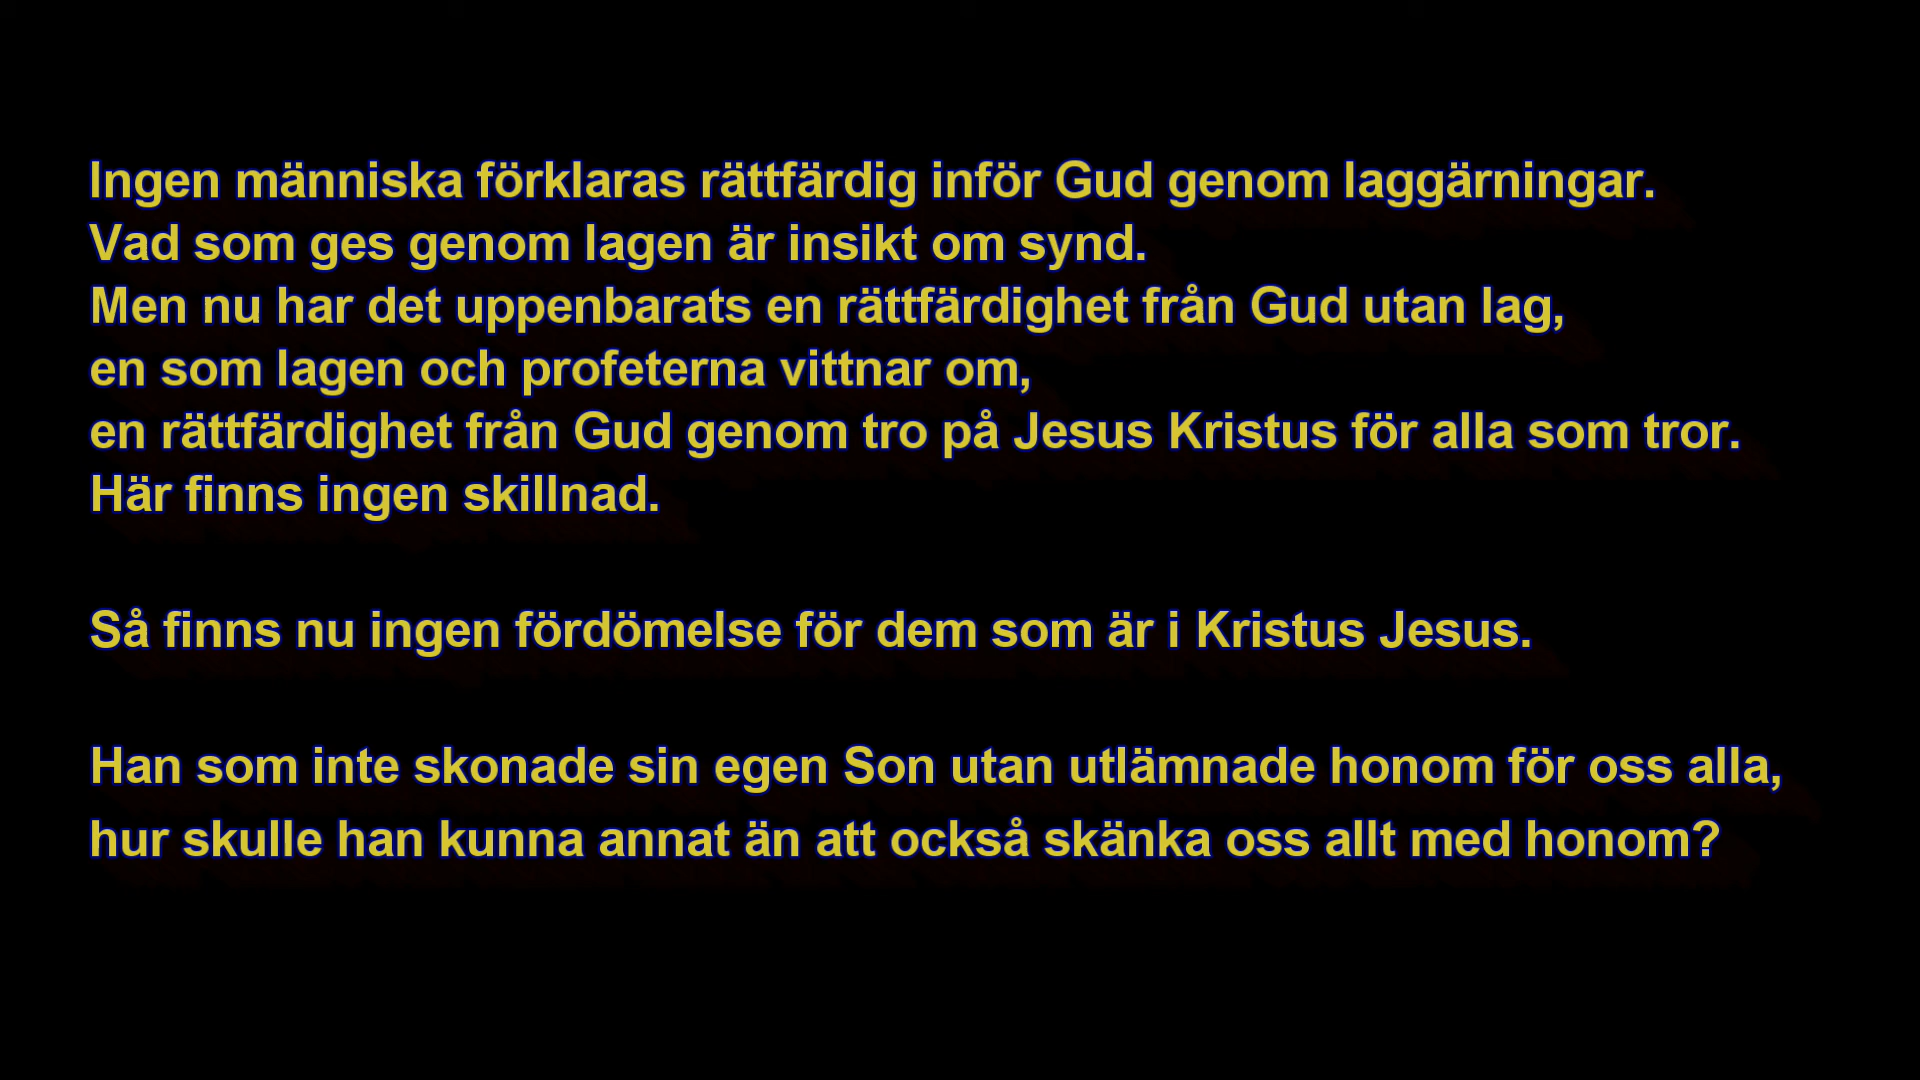 Ingen människa förklaras rättfärdig inför Gud genom laggärningar.
Vad som ges genom lagen är insikt om synd.
Men nu har det uppenbarats en rättfärdighet från Gud utan lag,
en som lagen och profeterna vittnar om,
en rättfärdighet från Gud genom tro på Jesus Kristus för alla som tror.
Här finns ingen skillnad.
Så finns nu ingen fördömelse för dem som är i Kristus Jesus.
Han som inte skonade sin egen Son utan utlämnade honom för oss alla,
hur skulle han kunna annat än att också skänka oss allt med honom?